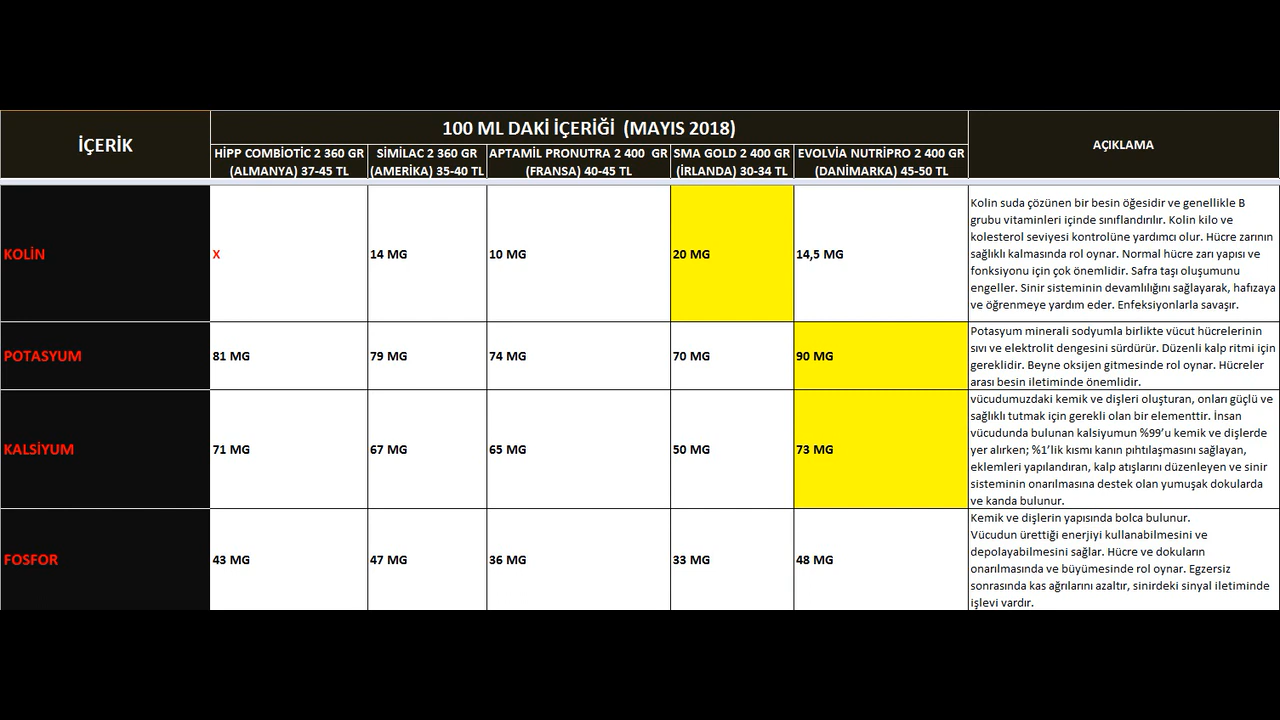 İÇERİK
100 ML DAKİ İÇERİĞİ  (MAYIS 2018)
AÇIKLAMA
HİPP COMBİOTİC 2 360 GR
(ALMANYA) 37-45 TL
SİMİLAC 2 360 GR
(AMERİKA) 35-40 TL
APTAMİL PRONUTRA 2 400  GR
(FRANSA) 40-45 TL
SMA GOLD 2 400 GR
(İRLANDA) 30-34 TL
EVOLVİA NUTRİPRO 2 400 GR
(DANİMARKA) 45-50 TL
KOLİN
X
14 MG
10 MG
20 MG
14,5 MG
Kolin suda çözünen bir besin öğesidir ve genellikle B
grubu vitaminleri içinde sınıflandırılır. Kolin kilo ve
kolesterol seviyesi kontrolüne yardımcı olur. Hücre zarının
sağlıklı kalmasında rol oynar. Normal hücre zarı yapısı ve
fonksiyonu için çok önemlidir. Safra taşı oluşumunu
engeller. Sinir sisteminin devamlılığını sağlayarak, hafızaya
ve öğrenmeye yardım eder. Enfeksiyonlarla savaşır.
POTASYUM
81 MG
79 MG
74 MG
70 MG
90 MG
Potasyum minerali sodyumla birlikte vücut hücrelerinin
sıvı ve elektrolit dengesini sürdürür. Düzenli kalp ritmi için
gereklidir. Beyne oksijen gitmesinde rol oynar. Hücreler
arası besin iletiminde önemlidir.
KALSİYUM
71 MG
67 MG
65 MG
50 MG
73 MG
vücudumuzdaki kemik ve dişleri oluşturan, onları güçlü ve
sağlıklı tutmak için gerekli olan bir elementtir. İnsan
vücudunda bulunan kalsiyumun %99’u kemik ve dişlerde
yer alırken; %1’lik kısmı kanın pıhtılaşmasını sağlayan,
eklemleri yapılandıran, kalp atışlarını düzenleyen ve sinir
sisteminin onarılmasına destek olan yumuşak dokularda
ve kanda bulunur.
FOSFOR
43 MG
47 MG
36 MG
33 MG
48 MG
Kemik ve dişlerin yapısında bolca bulunur.
Vücudun ürettiği enerjiyi kullanabilmesini ve
depolayabilmesini sağlar. Hücre ve dokuların
onarılmasında ve büyümesinde rol oynar. Egzersiz
sonrasında kas ağrılarını azaltır, sinirdeki sinyal iletiminde
işlevi vardır.